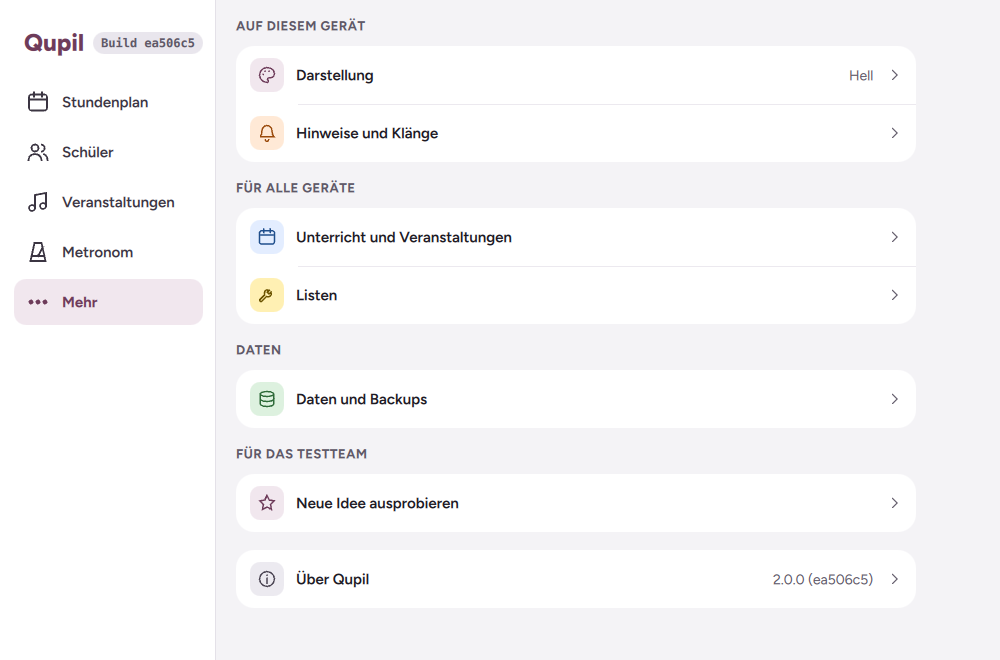 Qupil Build ea506c5
Stundenplan
Schüler
Veranstaltungen
Metronom
Mehr
AUF DIESEM GERÄT
Darstellung Hell
Hinweise und Klänge
FÜR ALLE GERÄTE
Unterricht und Veranstaltungen
Listen
DATEN
Daten und Backups
FÜR DAS TESTTEAM
Neue Idee ausprobieren
Über Qupil 2.0.0 (ea506c5)